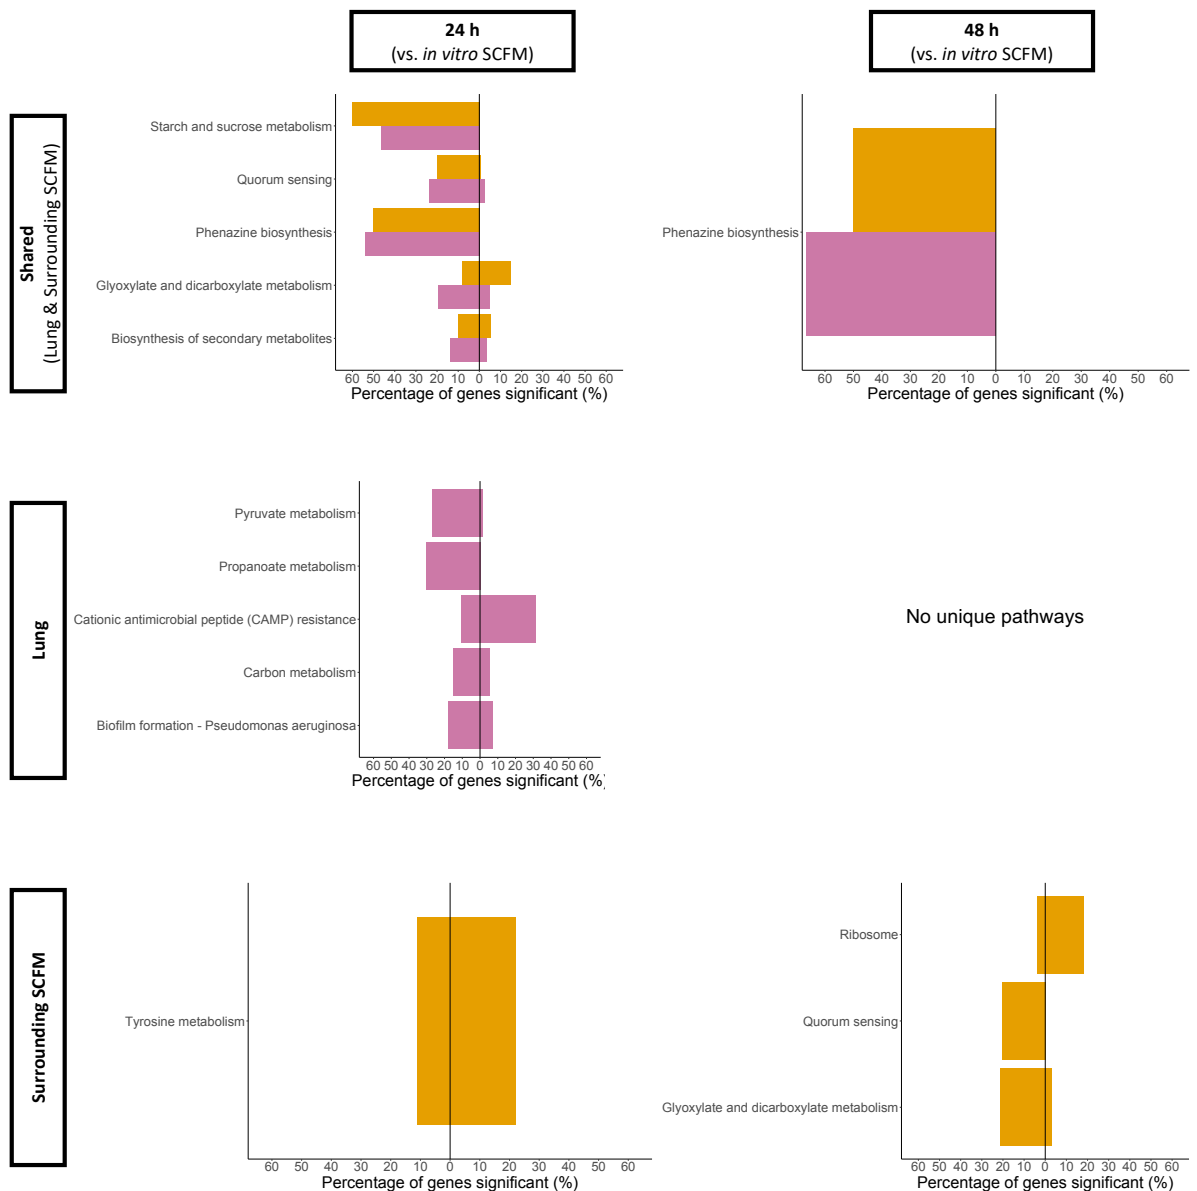 24 h
(vs. in vitro SCFM)
48 h
(vs. in vitro SCFM)
Shared
(Lung & Surrounding SCFM)
Starch and sucrose metabolism
Quorum sensing
Phenazine biosynthesis
Glyoxylate and dicarboxylate metabolism
Biosynthesis of secondary metabolites
60 50 40 30 20 10 0 10 20 30 40 50 60
Percentage of genes significant (%)
Phenazine biosynthesis
60 50 40 30 20 10 0 10 20 30 40 50 60
Percentage of genes significant (%)
Lung
Pyruvate metabolism
Propanoate metabolism
Cationic antimicrobial peptide (CAMP) resistance
Carbon metabolism
Biofilm formation - Pseudomonas aeruginosa
60 50 40 30 20 10 0 10 20 30 40 50 60
Percentage of genes significant (%)
No unique pathways
Surrounding SCFM
Tyrosine metabolism
60 50 40 30 20 10 0 10 20 30 40 50 60
Percentage of genes significant (%)
Ribosome
Quorum sensing
Glyoxylate and dicarboxylate metabolism
60 50 40 30 20 10 0 10 20 30 40 50 60
Percentage of genes significant (%)